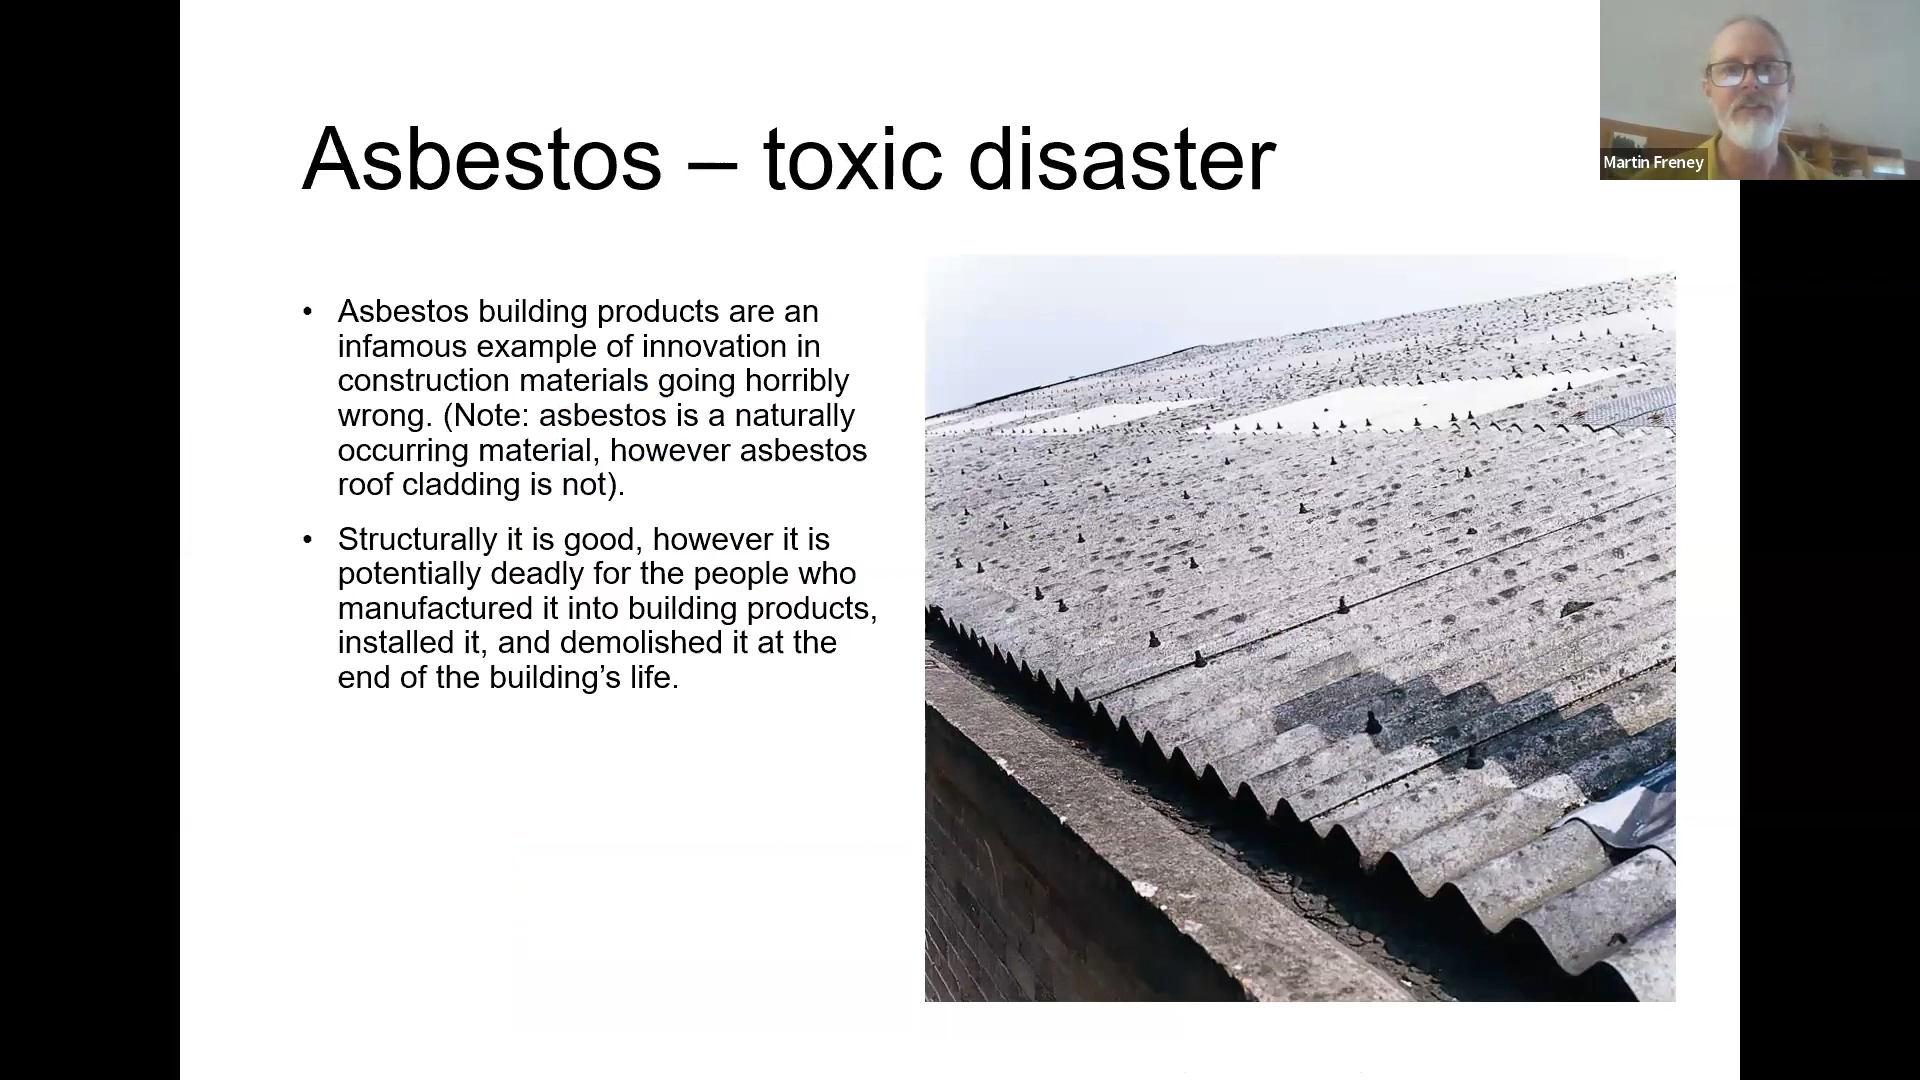 Martin Freney
Asbestos – toxic disaster
• Asbestos building products are an
infamous example of innovation in
construction materials going horribly
wrong. (Note: asbestos is a naturally
occurring material, however asbestos
roof cladding is not).
• Structurally it is good, however it is
potentially deadly for the people who
manufactured it into building products,
installed it, and demolished it at the
end of the building’s life.